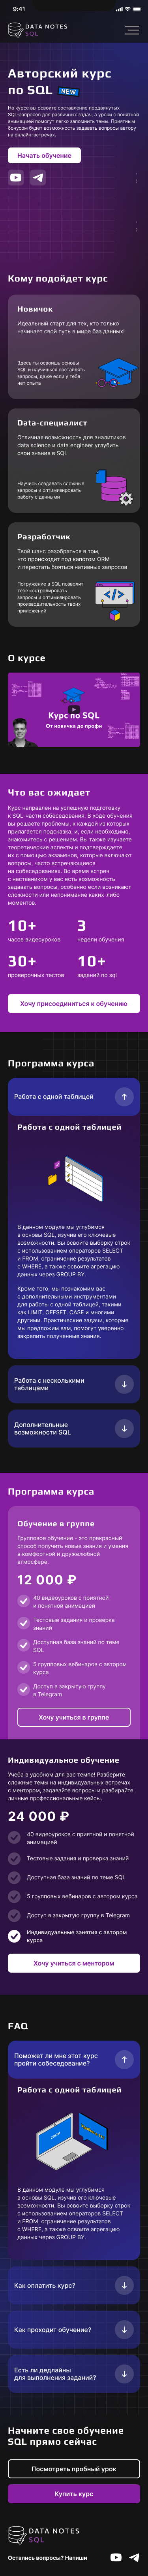 9:41
DATA NOTES
SQL
Авторский курс
по SQL NEW
На курсе вы освоите составление продвинутых
SQL-запросов для различных задач, а уроки с понятной
анимацией помогут легко запомнить темы. Приятным
бонусом будет возможность задавать вопросы автору
на онлайн-встречах.
Начать обучение
Кому подойдет курс
Новичок
Идеальный старт для тех, кто только
начинает свой путь в мире баз данных!
Здесь ты освоишь основы
SQL и научишься составлять
запросы, даже если у тебя
нет опыта
Data-специалист
Отличная возможность для аналитиков
data science и data engineer углубить
свои знания в SQL
Научись создавать сложные
запросы и оптимизировать
работу с данными
Разработчик
Твой шанс разобраться в том,
что происходит под капотом ORM
и перестать бояться нативных запросов
Погружение в SQL позволит
тебе контролировать
запросы и оптимизировать
производительность таких
приложений
О курсе
Курс по SQL
От новичка до профи
Что вас ожидает
Курс направлен на успешную подготовку
к SQL-части собеседования. В ходе обучения
вы решаете проблемы, к каждой из которых
прилагается подсказка, и, если необходимо,
знакомитесь с решением. Вы также изучаете
теоретические аспекты и подтверждаете
их с помощью экзаменов, которые включают
вопросы, часто встречающиеся
на собеседованиях. Во время встреч
с наставником у вас есть возможность
задавать вопросы, особенно если возникают
сложности или непонимание каких-либо
моментов.
10+
часов видеоуроков
3
недели обучения
30+
проверочных тестов
10+
заданий по sql
Хочу присоединиться к обучению
Программа курса
Работа с одной таблицей
Работа с одной таблицей
В данном модуле мы углубимся
в основы SQL, изучив его ключевые
возможности. Вы освоите выборку строк
с использованием операторов SELECT
и FROM, ограничение результатов
с WHERE, а также освоите агрегацию
данных через GROUP BY.
Кроме того, мы познакомим вас
с дополнительными инструментами
для работы с одной таблицей, такими
как LIMIT, OFFSET, CASE и многими
другими. Практические задачи, которые
мы предложим вам, помогут уверенно
закрепить полученные знания.
Работа с несколькими
таблицами
Дополнительные
возможности SQL
Программа курса
Обучение в группе
Групповое обучение - это прекрасный
способ получить новые знания и умения
в комфортной и дружелюбной
атмосфере.
12 000 ₽
40 видеоуроков с приятной
и понятной анимацией
Тестовые задания и проверка
знаний
Доступная база знаний по теме
SQL
5 групповых вебинаров с автором
курса
Доступ в закрытую группу
в Telegram
Хочу учиться в группе
Индивидуальное обучение
Учеба в удобном для вас темпе! Разберите
сложные темы на индивидуальных встречах
с ментором, задавайте вопросы и разбирайте
личные профессиональные кейсы.
24 000 ₽
40 видеоуроков с приятной и понятной
анимацией
Тестовые задания и проверка знаний
Доступная база знаний по теме SQL
5 групповых вебинаров с автором курса
Доступ в закрытую группу в Telegram
Индивидуальные занятия с автором
курса
Хочу учиться с ментором
FAQ
Поможет ли мне этот курс
пройти собеседование?
Работа с одной таблицей
В данном модуле мы углубимся
в основы SQL, изучив его ключевые
возможности. Вы освоите выборку строк
с использованием операторов SELECT
и FROM, ограничение результатов
с WHERE, а также освоите агрегацию
данных через GROUP BY.
Как оплатить курс?
Как проходит обучение?
Есть ли дедлайны
для выполнения заданий?
Начните свое обучение
SQL прямо сейчас
Посмотреть пробный урок
Купить курс
DATA NOTES
SQL
Остались вопросы? Напиши